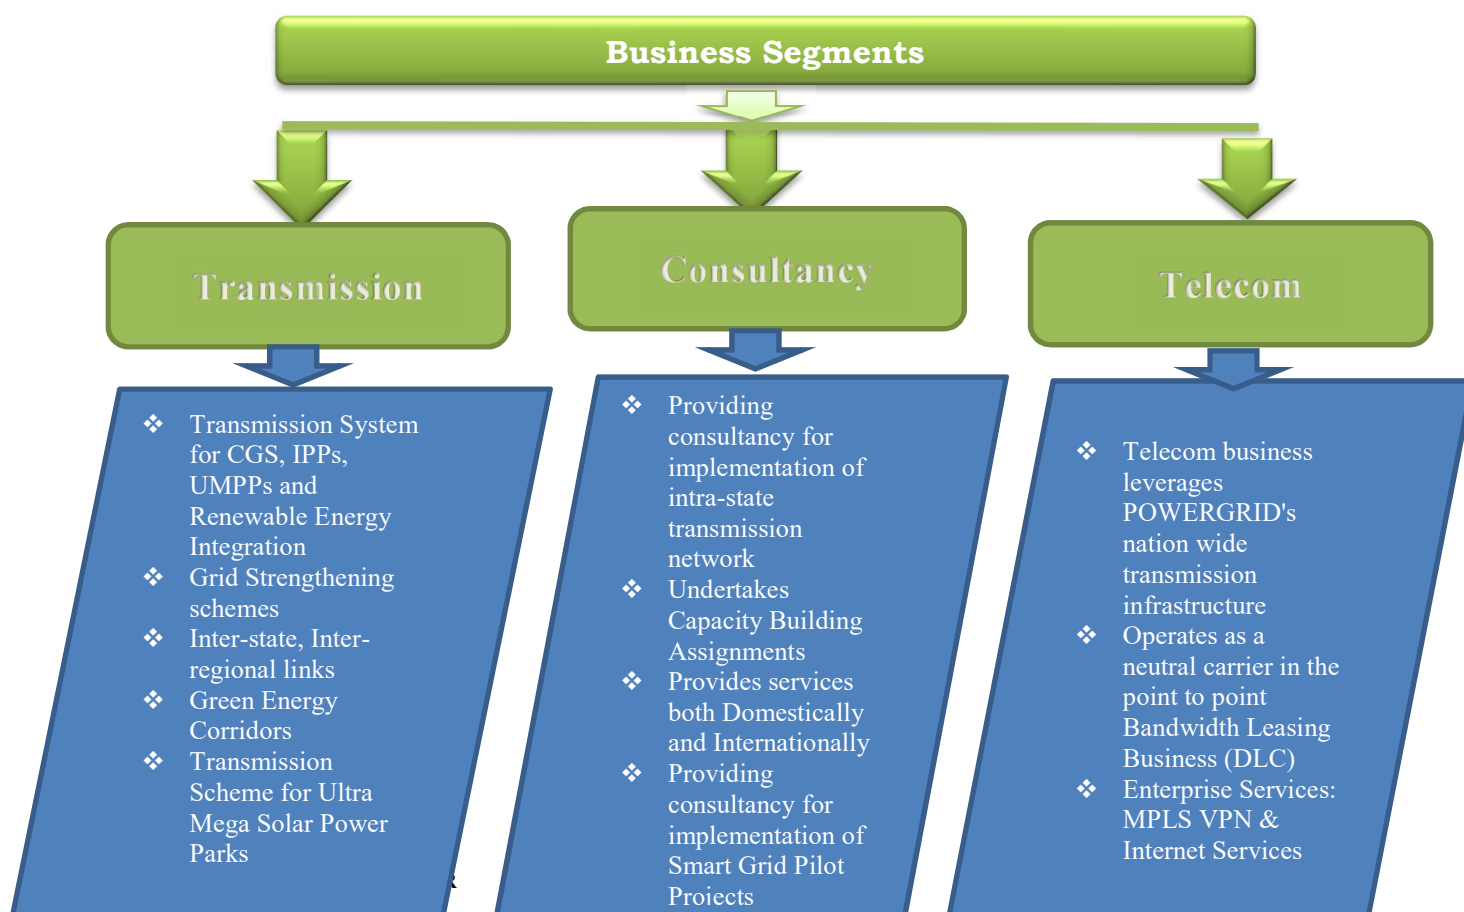 Business Segments
Transmission
Consultancy
Telecom
❖ Transmission System
for CGS, IPPs,
UMPPs and
Renewable Energy
Integration
❖ Grid Strengthening
schemes
❖ Inter-state, Inter-
regional links
❖ Green Energy
Corridors
❖ Transmission
Scheme for Ultra
Mega Solar Power
Parks
❖ Providing
consultancy for
implementation of
intra-state
transmission
network
❖ Undertakes
Capacity Building
Assignments
❖ Provides services
both Domestically
and Internationally
❖ Providing
consultancy for
implementation of
Smart Grid Pilot
Projects
❖ Telecom business
leverages
POWERGRID's
nation wide
transmission
infrastructure
❖ Operates as a
neutral carrier in the
point to point
Bandwidth Leasing
Business (DLC)
❖ Enterprise Services:
MPLS VPN &
Internet Services